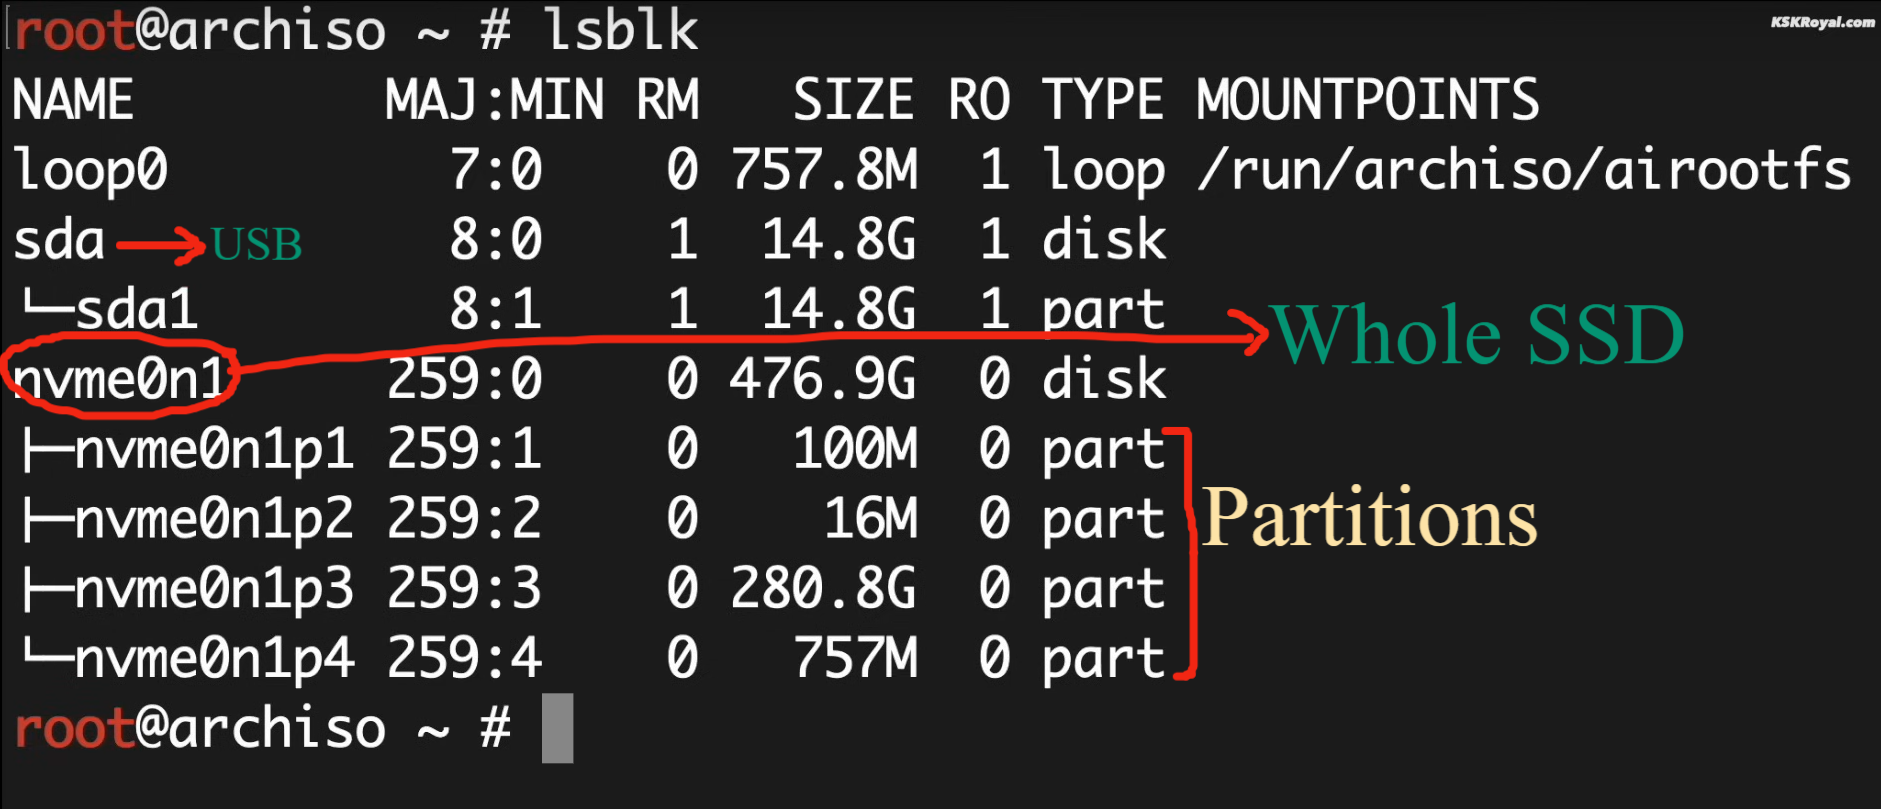 root@archiso ~ # lsblk
KSKRoyal.com
NAME MAJ:MIN RM SIZE RO TYPE MOUNTPOINTS
loop0 7:0 0 757.8M 1 loop /run/archiso/airootfs
sda USB 8:0 1 14.8G 1 disk
└─sda1 8:1 1 14.8G 1 part
Whole SSD
nvme0n1 259:0 0 476.9G 0 disk
├─nvme0n1p1 259:1 0 100M 0 part
├─nvme0n1p2 259:2 0 16M 0 part
Partitions
├─nvme0n1p3 259:3 0 280.8G 0 part
└─nvme0n1p4 259:4 0 757M 0 part
root@archiso ~ #